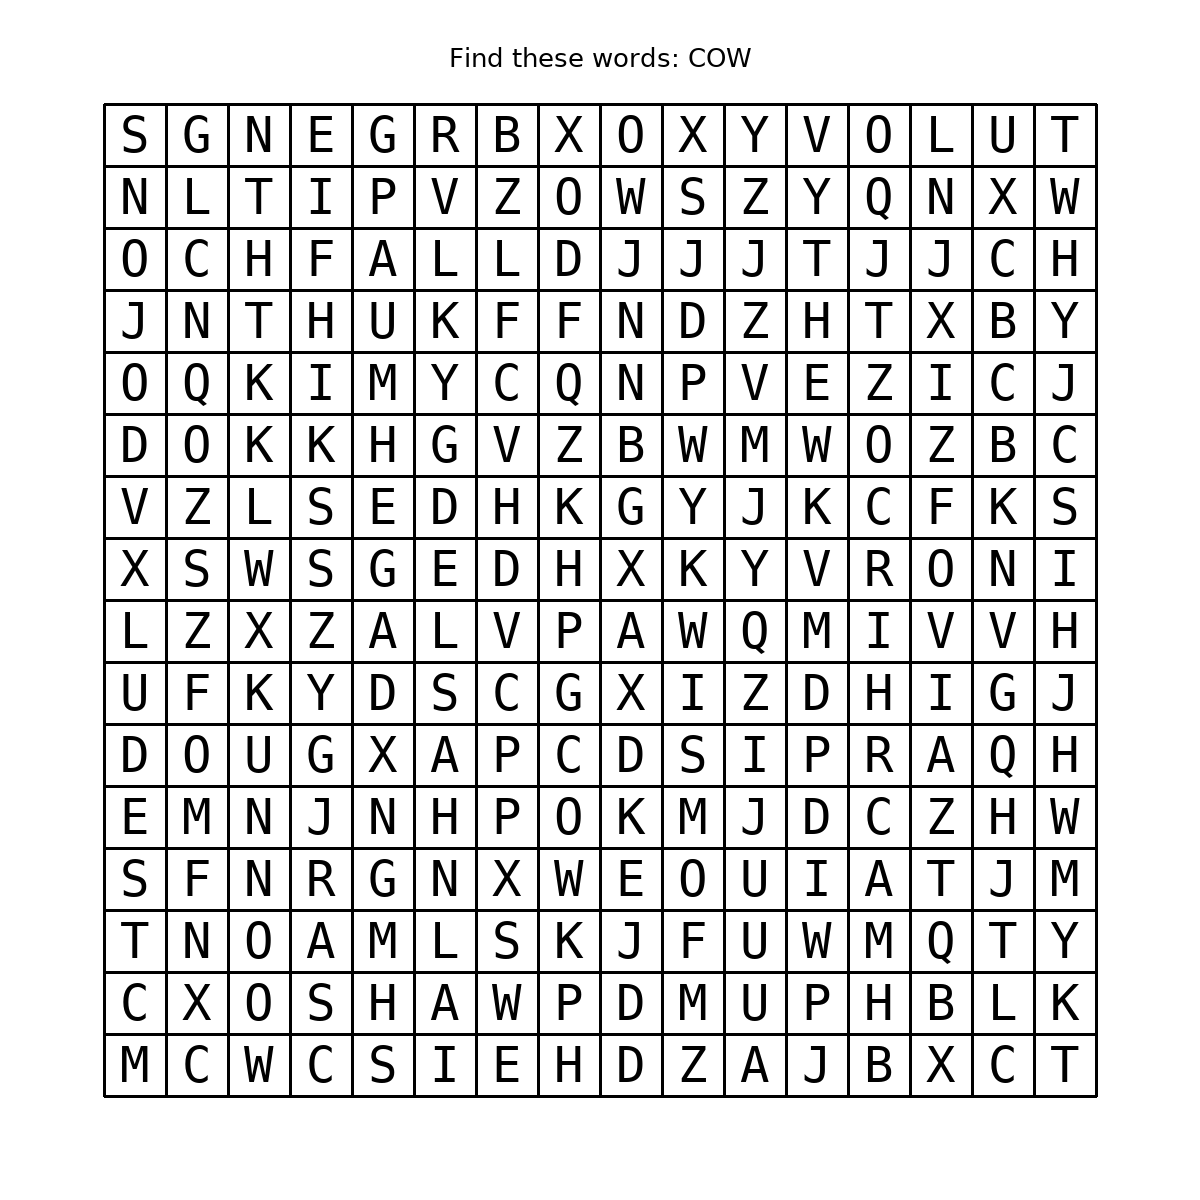 Find these words: COW
S G N E G R B X O X Y V O L U T
N L T I P V Z O W S Z Y Q N X W
O C H F A L L D J J J T J J C H
J N T H U K F F N D Z H T X B Y
O Q K I M Y C Q N P V E Z I C J
D O K K H G V Z B W M W O Z B C
V Z L S E D H K G Y J K C F K S
X S W S G E D H X K Y V R O N I
L Z X Z A L V P A W Q M I V V H
U F K Y D S C G X I Z D H I G J
D O U G X A P C D S I P R A Q H
E M N J N H P O K M J D C Z H W
S F N R G N X W E O U I A T J M
T N O A M L S K J F U W M Q T Y
C X O S H A W P D M U P H B L K
M C W C S I E H D Z A J B X C T